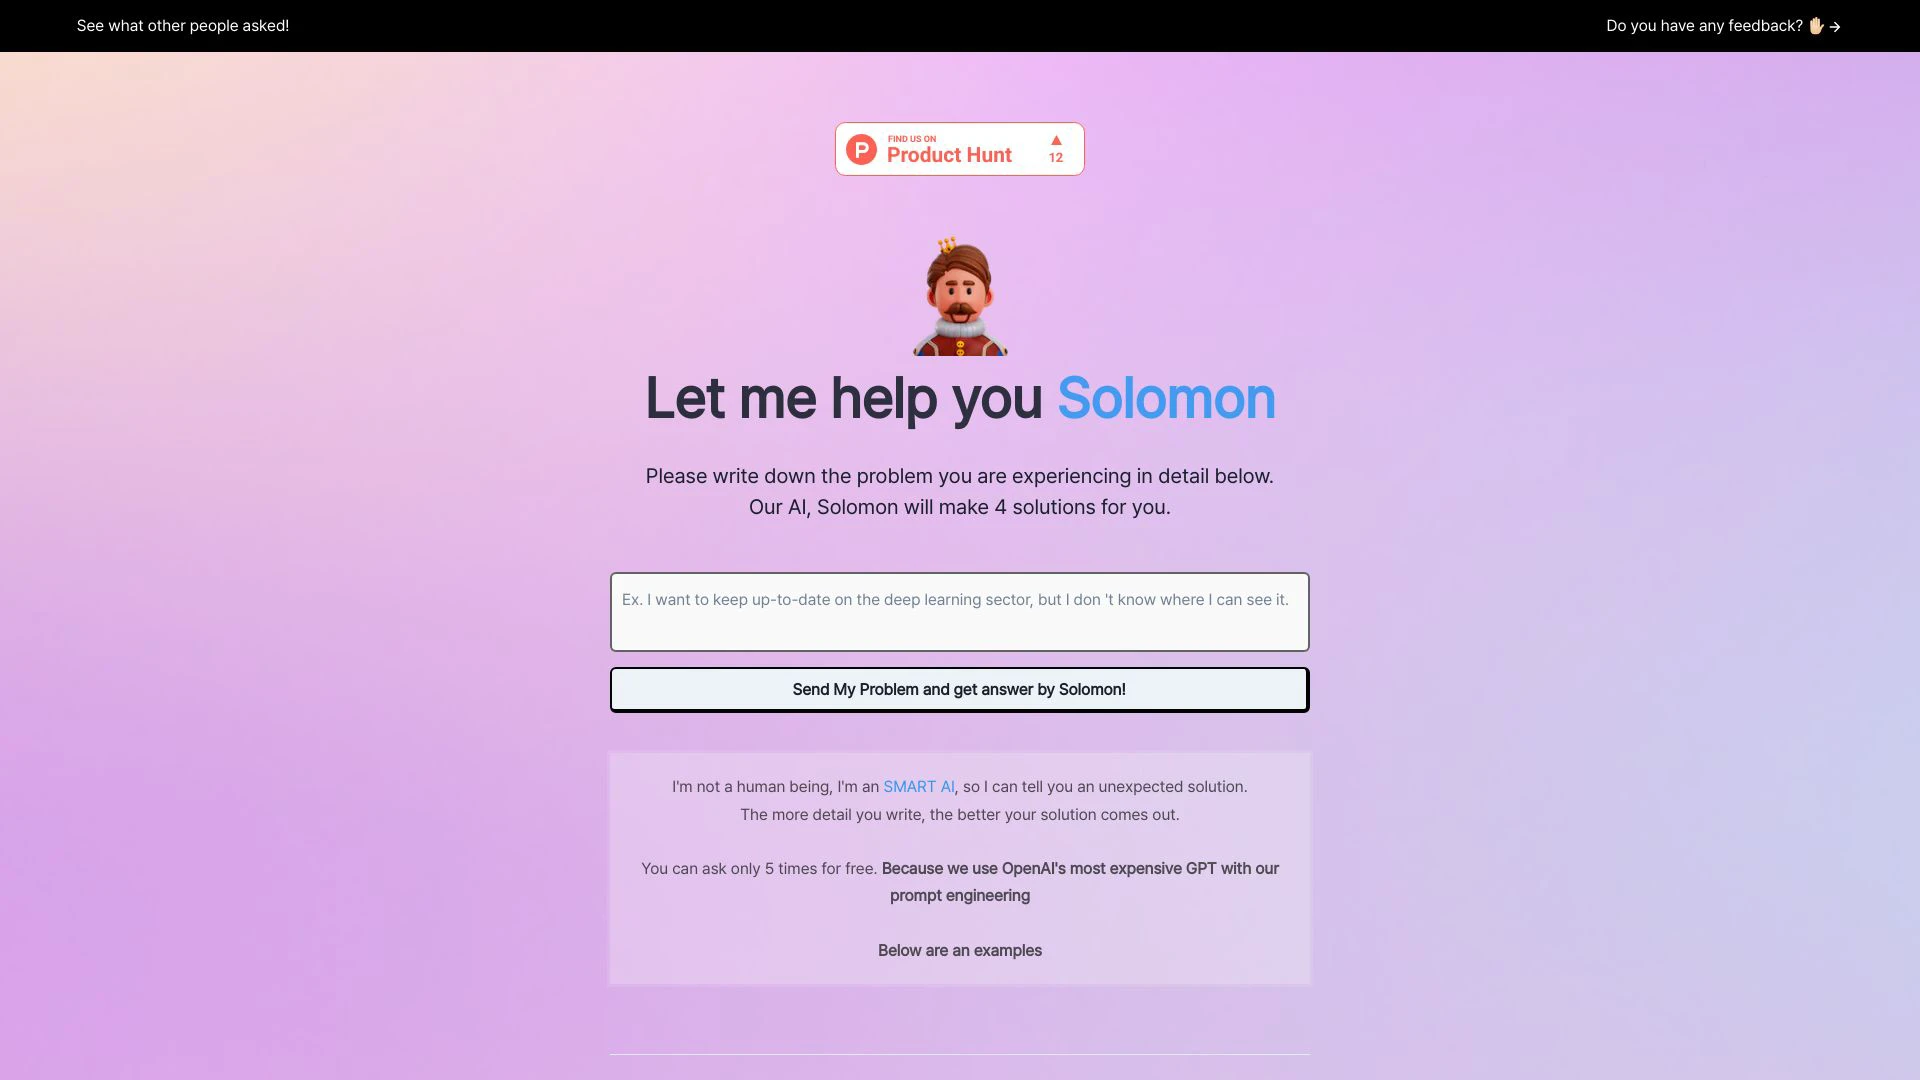 See what other people asked!
Do you have any feedback? ✋🏼→
FIND US ON
Product Hunt
▲
12
P
Let me help you Solomon
Please write down the problem you are experiencing in detail below.
Our AI, Solomon will make 4 solutions for you.
Ex. I want to keep up-to-date on the deep learning sector, but I don 't know where I can see it.
Send My Problem and get answer by Solomon!
I'm not a human being, I'm an SMART AI, so I can tell you an unexpected solution.
The more detail you write, the better your solution comes out.
You can ask only 5 times for free. Because we use OpenAI's most expensive GPT with our
prompt engineering
Below are an examples